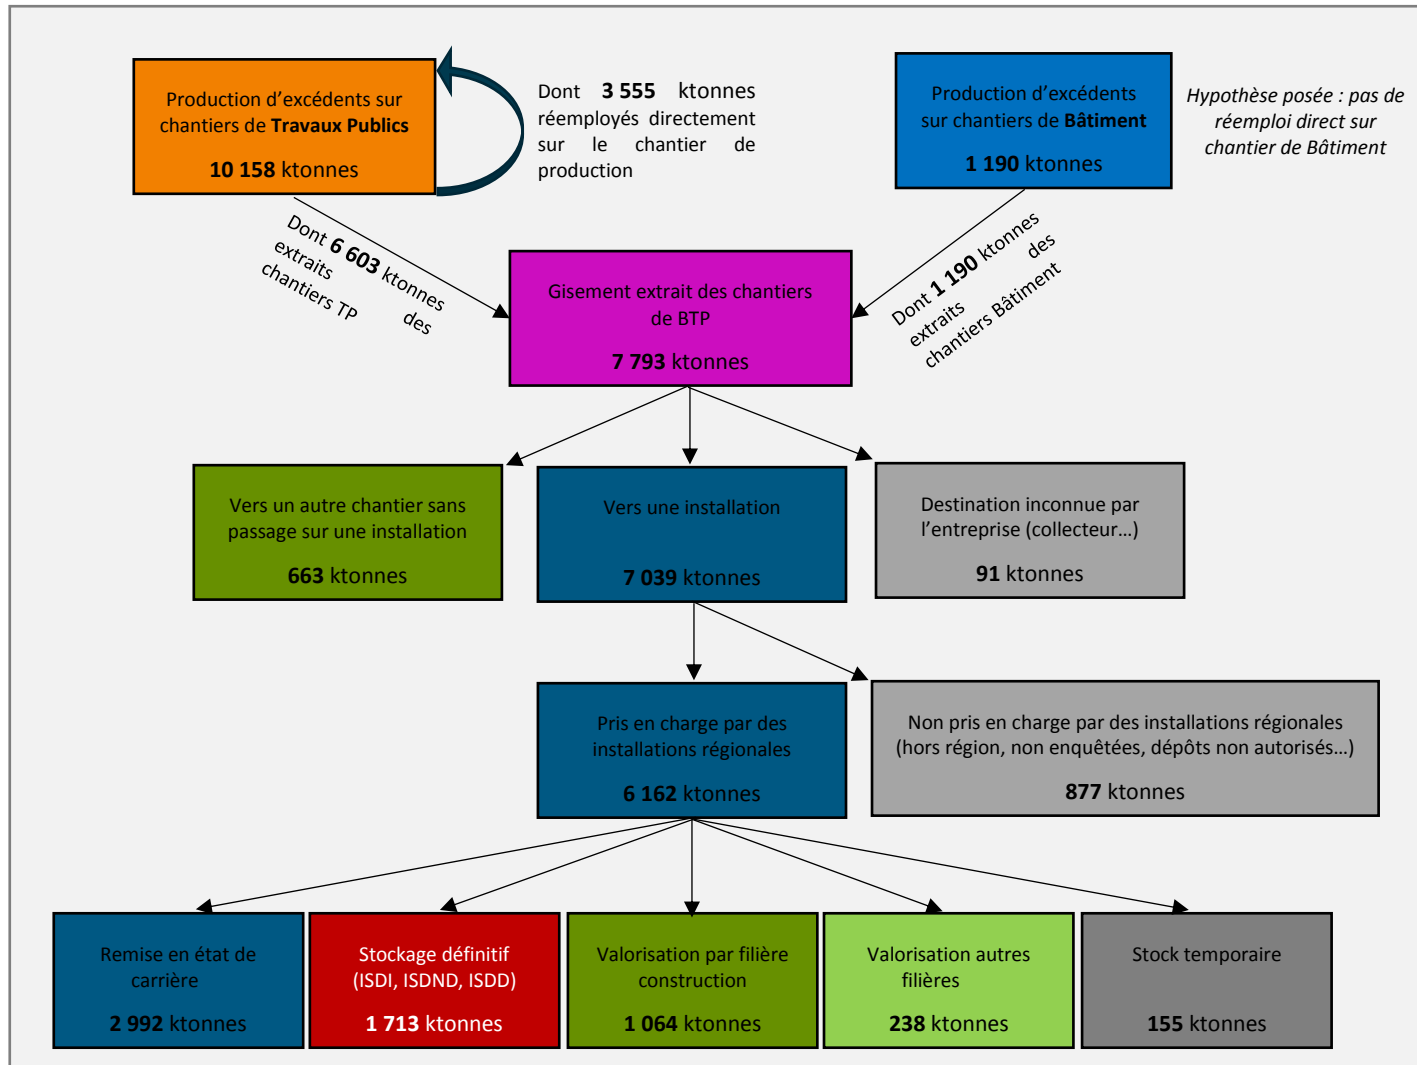 Production d’excédents sur
chantiers de Travaux Publics
10 158 ktonnes
Dont 3 555 ktonnes
réemployés directement
sur le chantier de
production
Production d’excédents
sur chantiers de Bâtiment
1 190 ktonnes
Hypothèse posée : pas de
réemploi direct sur
chantier de Bâtiment
Dont 6 603 ktonnes
extraits des
chantiers TP
Dont 1 190 ktonnes
extraits des
chantiers Bâtiment
Gisement extrait des chantiers
de BTP
7 793 ktonnes
Vers un autre chantier sans
passage sur une installation
663 ktonnes
Vers une installation
7 039 ktonnes
Destination inconnue par
l’entreprise (collecteur…)
91 ktonnes
Pris en charge par des
installations régionales
6 162 ktonnes
Non pris en charge par des installations régionales
(hors région, non enquêtées, dépôts non autorisés…)
877 ktonnes
Remise en état de
carrière
2 992 ktonnes
Stockage définitif
(ISDI, ISDND, ISDD)
1 713 ktonnes
Valorisation par filière
construction
1 064 ktonnes
Valorisation autres
filières
238 ktonnes
Stock temporaire
155 ktonnes